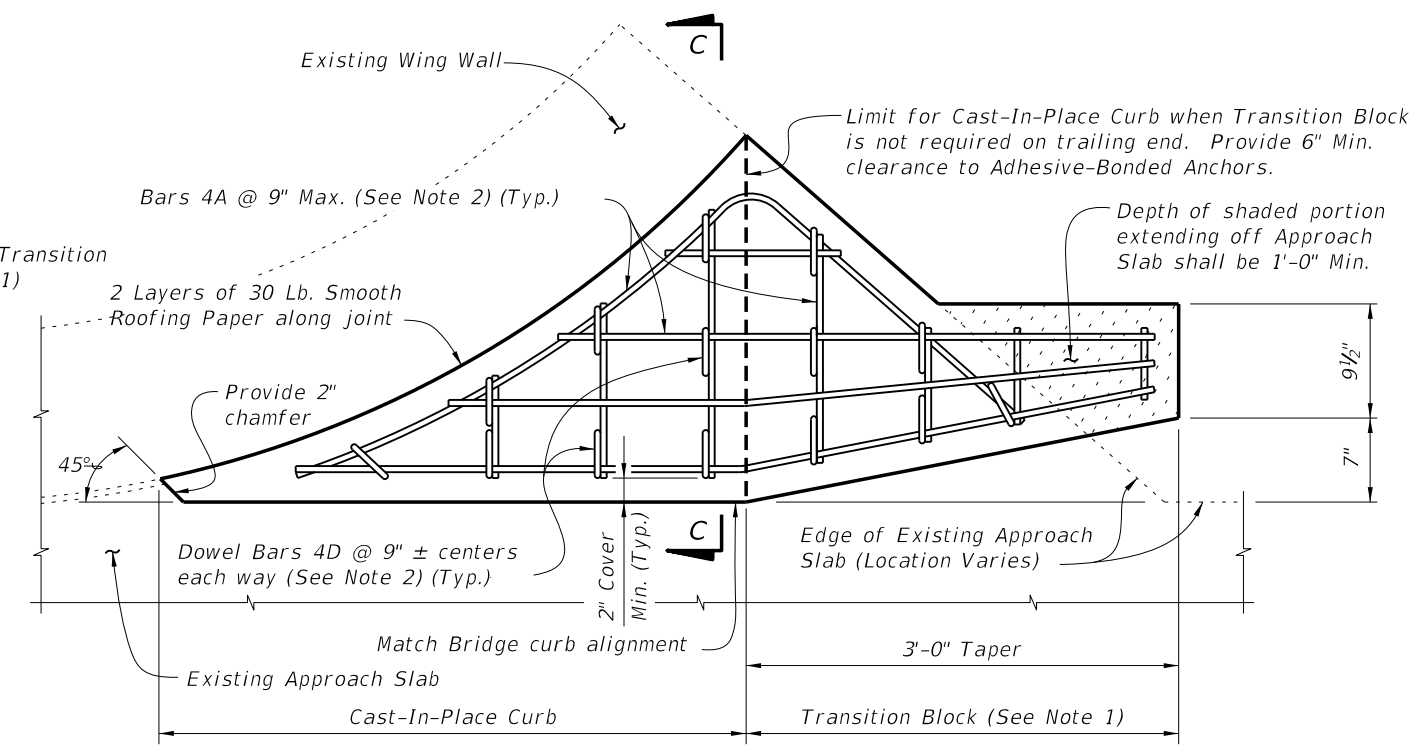 C
Existing Wing Wall
Limit for Cast-In-Place Curb when Transition Block
is not required on trailing end. Provide 6" Min.
clearance to Adhesive-Bonded Anchors.
Bars 4A @ 9" Max. (See Note 2) (Typ.)
Depth of shaded portion
extending off Approach
Slab shall be 1'-0" Min.
Transition
1)
2 Layers of 30 Lb. Smooth
Roofing Paper along joint
9½"
Provide 2"
chamfer
45°
7"
C
Dowel Bars 4D @ 9" ± centers
each way (See Note 2) (Typ.)
2" Cover
Min. (Typ.)
Edge of Existing Approach
Slab (Location Varies)
Match Bridge curb alignment
3'-0" Taper
Existing Approach Slab
Cast-In-Place Curb
Transition Block (See Note 1)